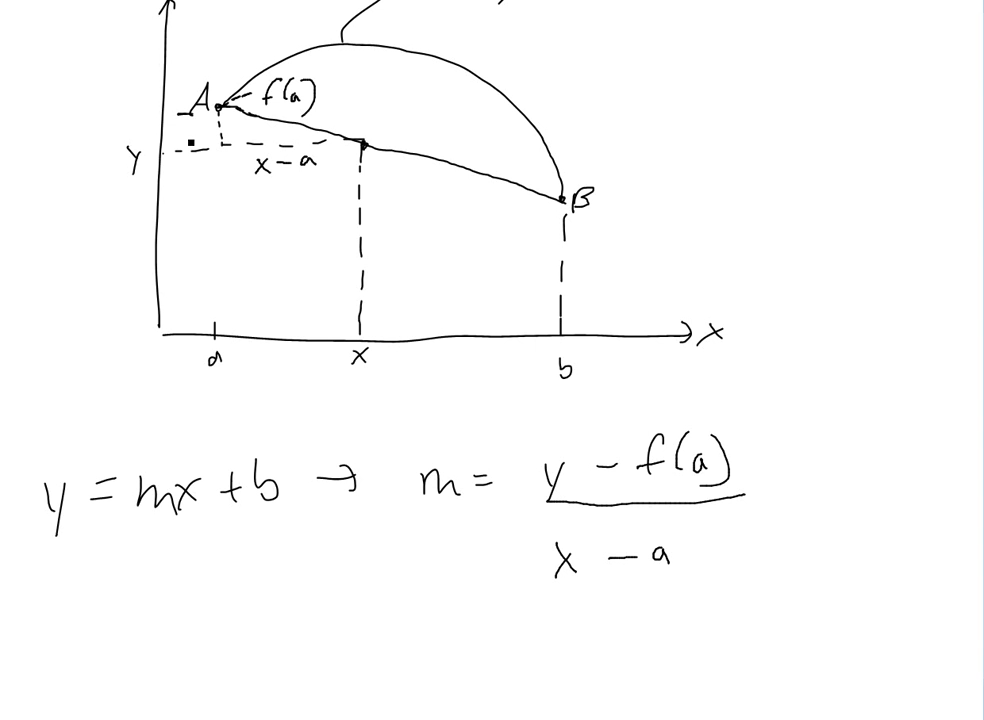 A f(a)
y
x - a
B
x
a
x
b
y = mx + b → m = y - f(a)
x - a